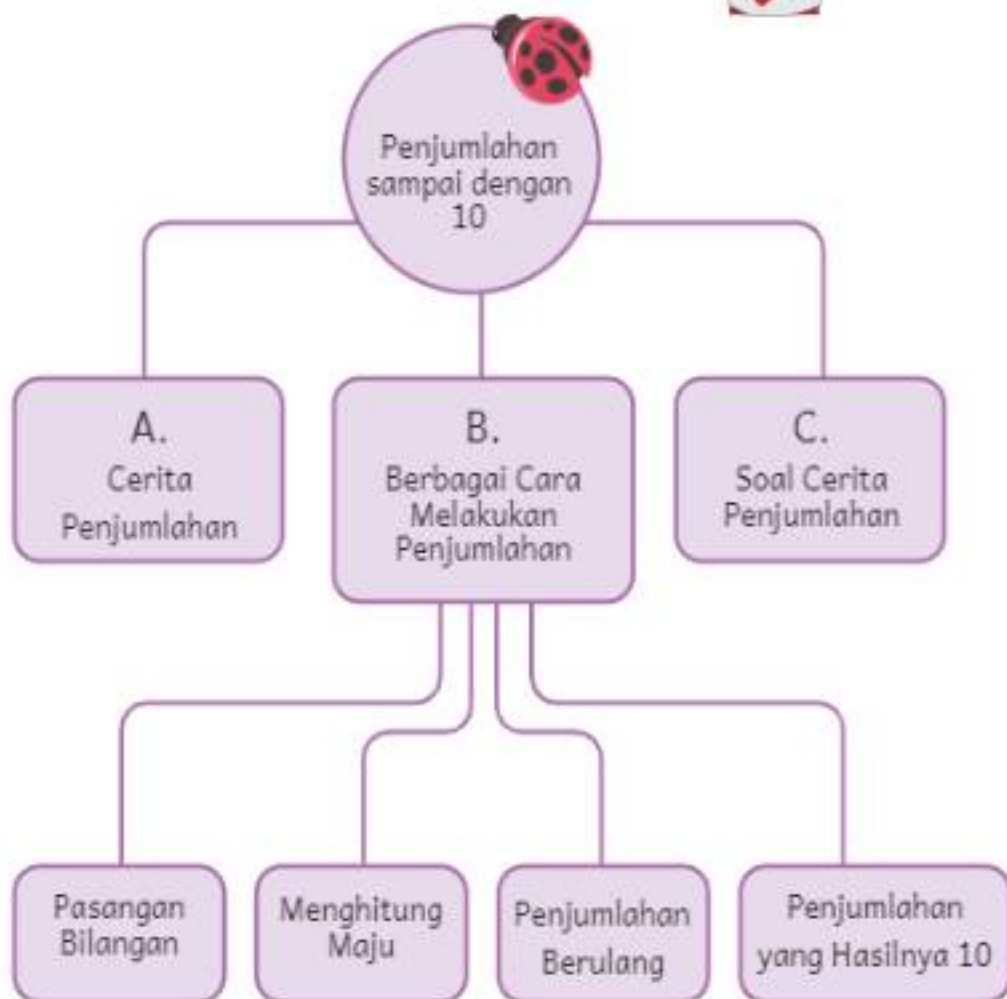 Penjumlahan
sampai dengan
10
A.
Cerita
Penjumlahan
B.
Berbagai Cara
Melakukan
Penjumlahan
C.
Soal Cerita
Penjumlahan
Pasangan
Bilangan
Menghitung
Maju
Penjumlahan
Berulang
Penjumlahan
yang Hasilnya 10